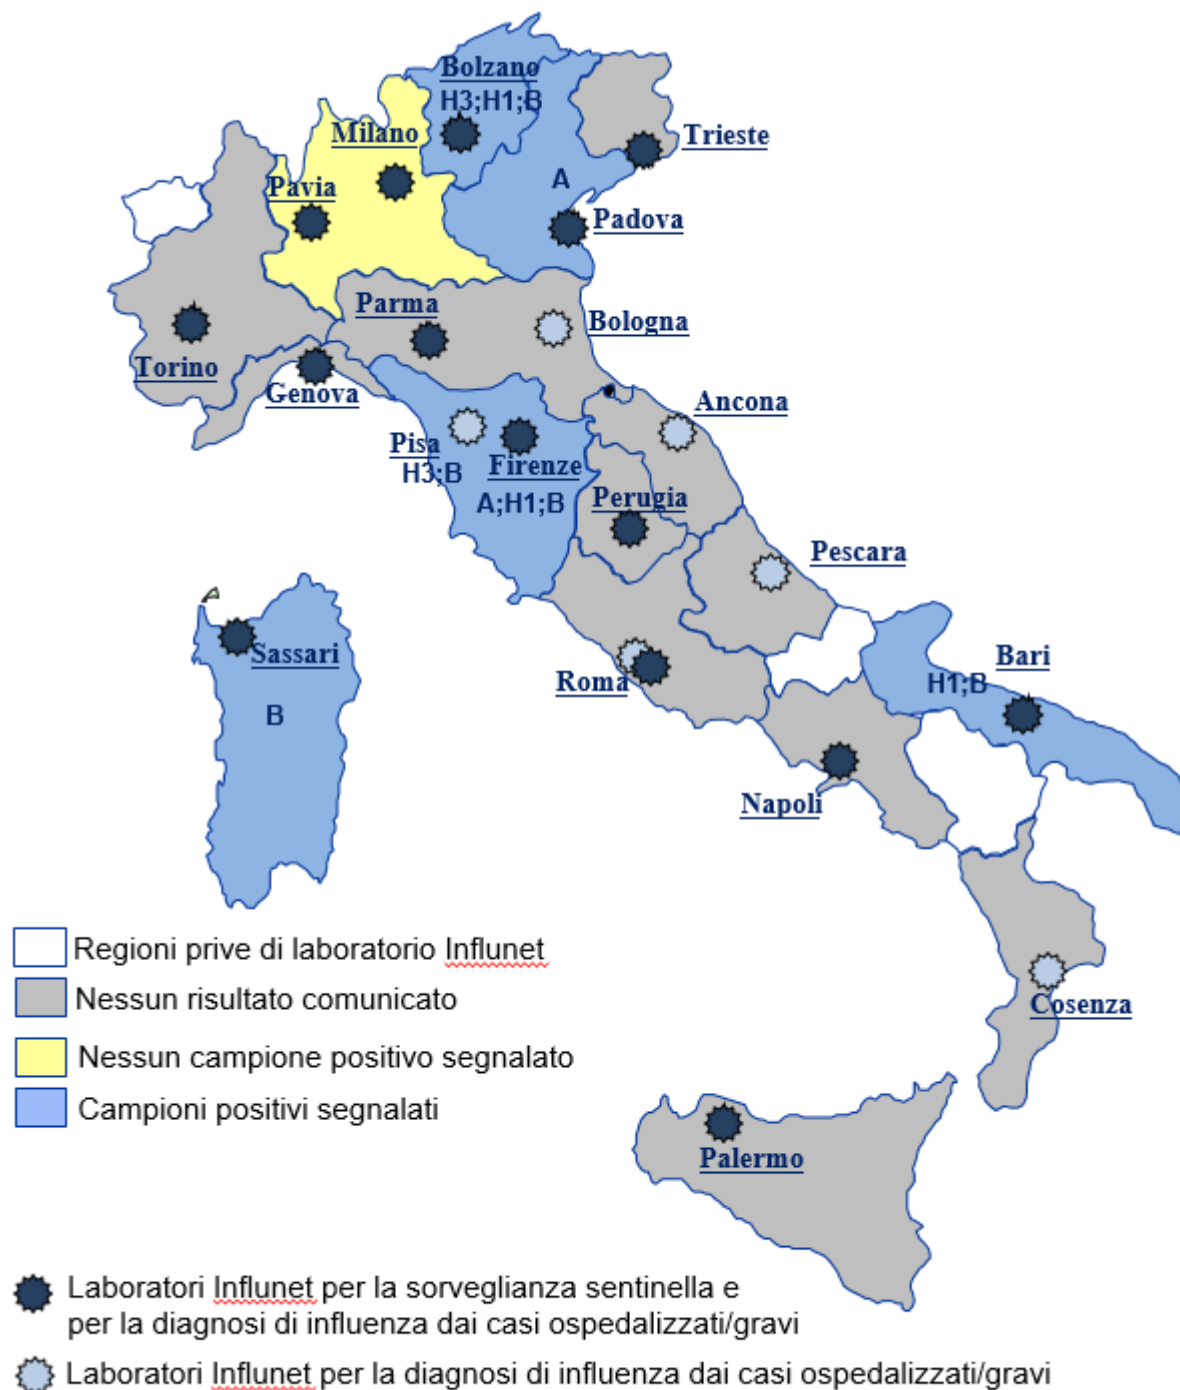 Bolzano
H3;H1;B
Milano
Trieste
Pavia
A
Padova
Parma
Bologna
Torino
Genova
Ancona
Pisa
H3;B
Firenze
A;H1;B
Perugia
Pescara
Sassari
B
Roma
Bari
H1;B
Napoli
Regioni prive di laboratorio Influnet
Nessun risultato comunicato
Cosenza
Nessun campione positivo segnalato
Campioni positivi segnalati
Palermo
Laboratori Influnet per la sorveglianza sentinella e
per la diagnosi di influenza dai casi ospedalizzati/gravi
Laboratori Influnet per la diagnosi di influenza dai casi ospedalizzati/gravi